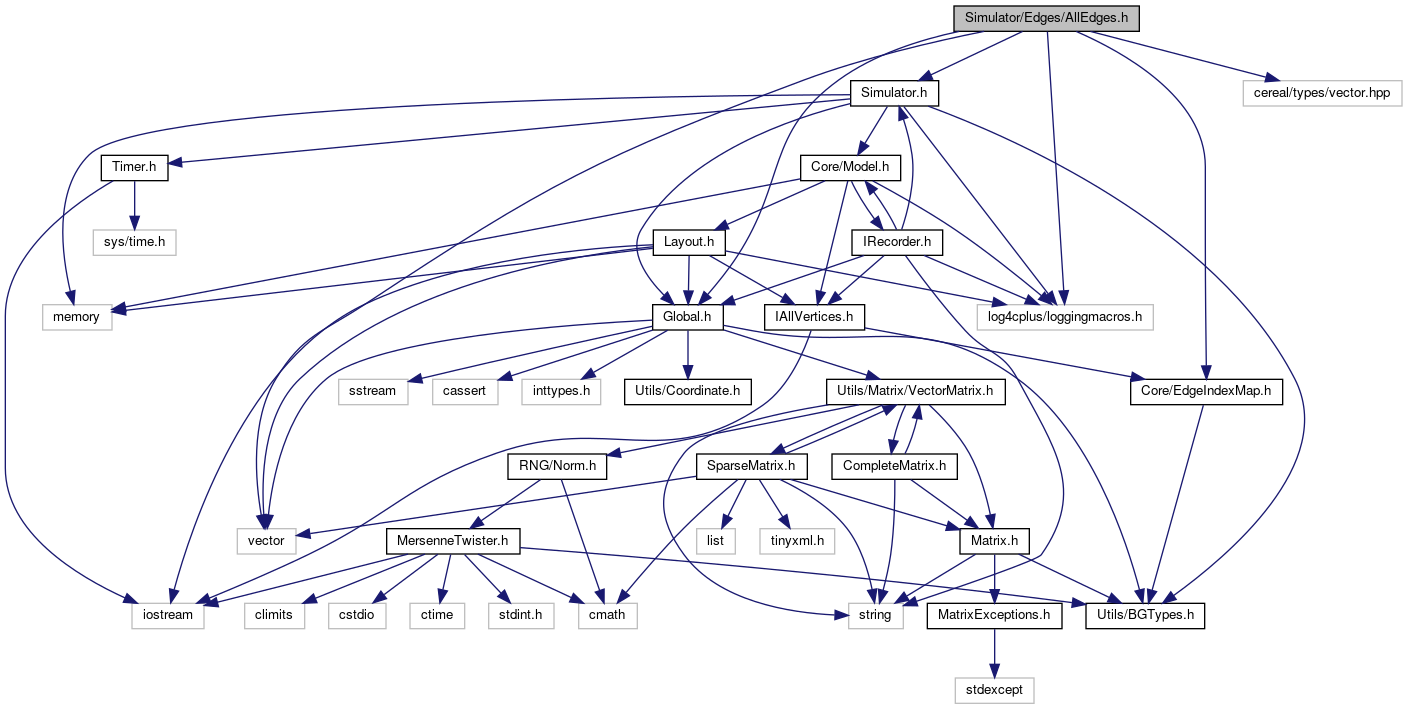 Simulator/Edges/AllEdges.h
Simulator.h
cereal/types/vector.hpp
Timer.h
Core/Model.h
sys/time.h
Layout.h
IRecorder.h
memory
Global.h
IAllVertices.h
log4cplus/loggingmacros.h
sstream
cassert
inttypes.h
Utils/Coordinate.h
Utils/Matrix/VectorMatrix.h
Core/EdgeIndexMap.h
RNG/Norm.h
SparseMatrix.h
CompleteMatrix.h
vector
MersenneTwister.h
list
tinyxml.h
Matrix.h
iostream
climits
cstdio
ctime
stdint.h
cmath
string
MatrixExceptions.h
Utils/BGTypes.h
stdexcept